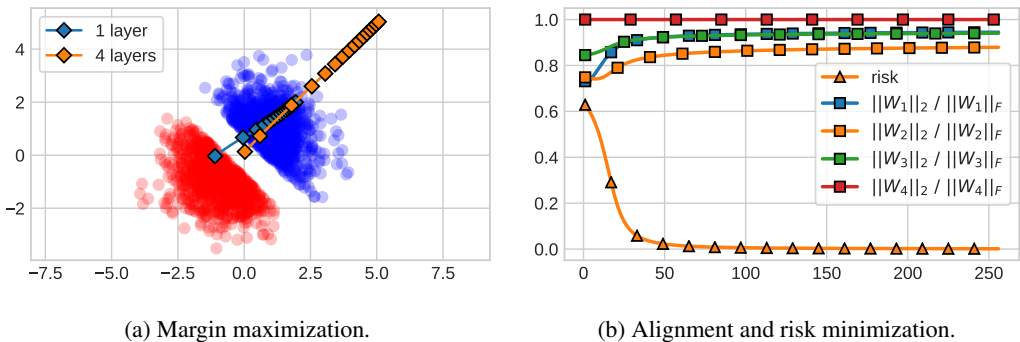 1 layer
4 layers
4
2
0
−2
−7.5
−5.0
−2.5
0.0
2.5
5.0
7.5
(a) Margin maximization.
1.0
0.8
0.6
0.4
0.2
0.0
risk
||W₁||₂ / ||W₁||F
||W₂||₂ / ||W₂||F
||W₃||₂ / ||W₃||F
||W₄||₂ / ||W₄||F
0
50
100
150
200
250
(b) Alignment and risk minimization.